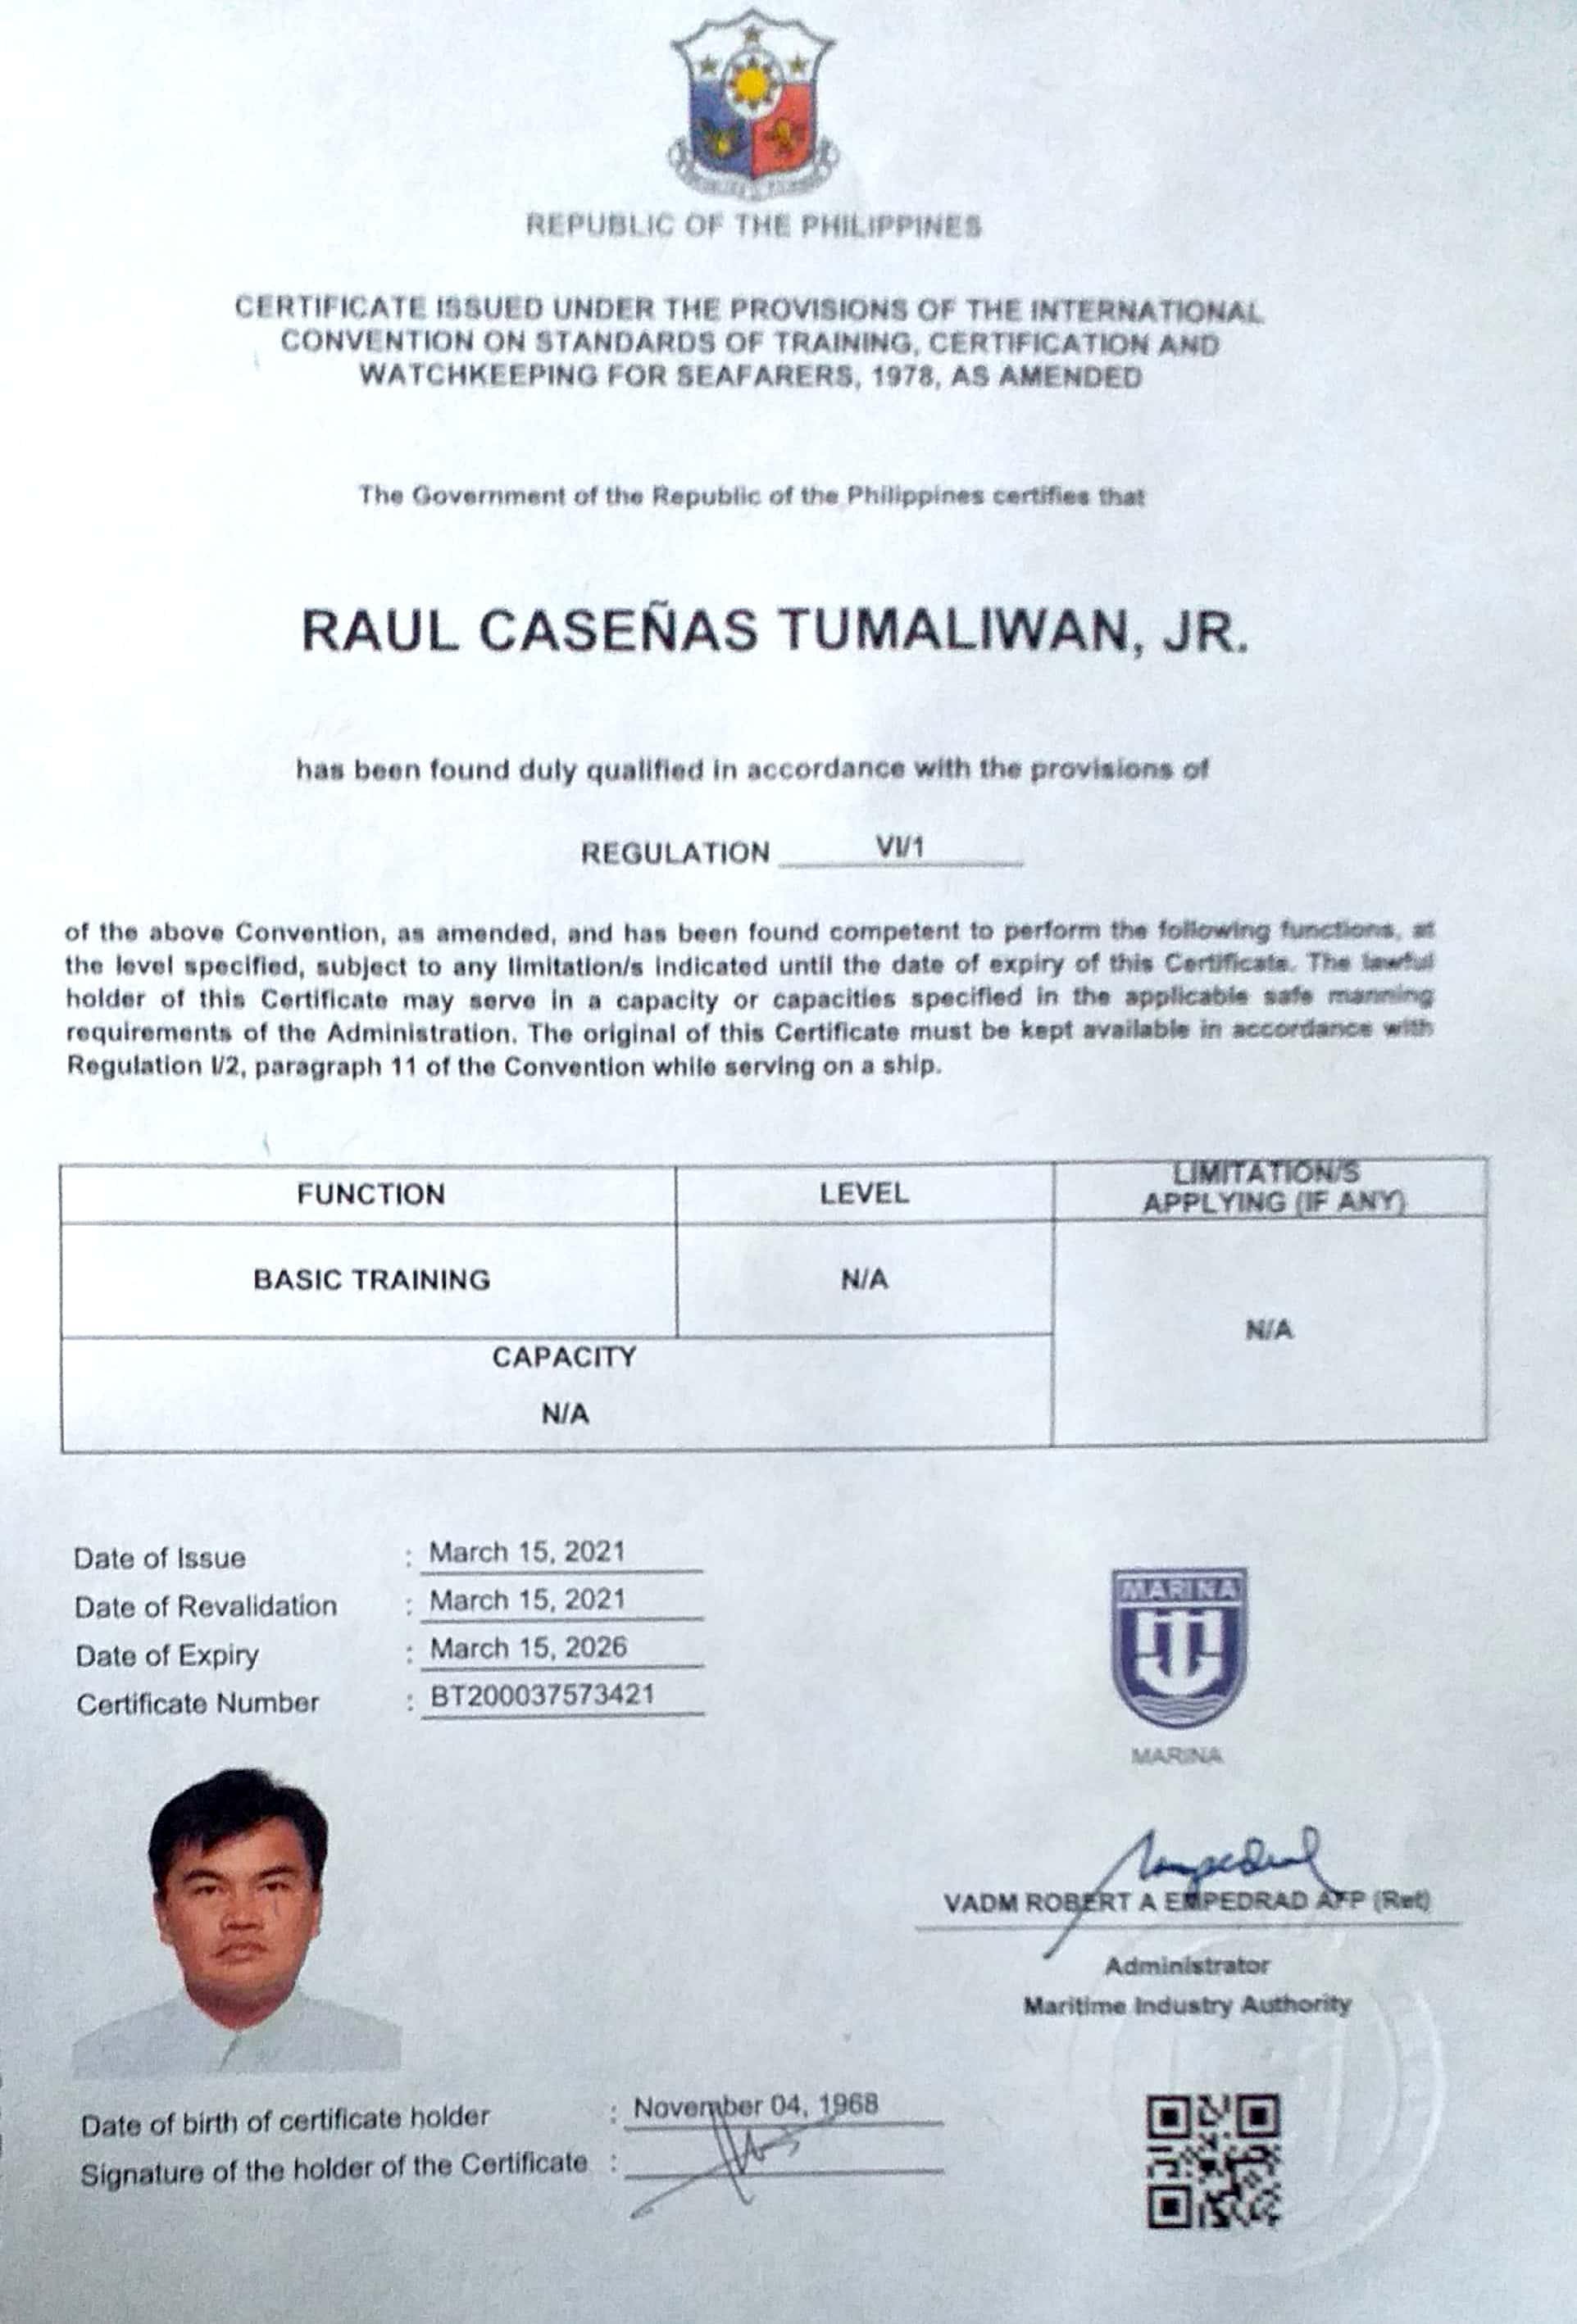 REPUBLIC OF THE PHILIPPINES
CERTIFICATE ISSUED UNDER THE PROVISIONS OF THE INTERNATIONAL
CONVENTION ON STANDARDS OF TRAINING, CERTIFICATION AND
WATCHKEEPING FOR SEAFARERS, 1978, AS AMENDED
The Government of the Republic of the Philippines certifies that
RAUL CASEÑAS TUMALIWAN, JR.
has been found duly qualified in accordance with the provisions of
REGULATION VI/1
of the above Convention, as amended, and has been found competent to perform the following functions, at
the level specified, subject to any limitation/s indicated until the date of expiry of this Certificate. The lawful
holder of this Certificate may serve in a capacity or capacities specified in the applicable safe manning
requirements of the Administration. The original of this Certificate must be kept available in accordance with
Regulation I/2, paragraph 11 of the Convention while serving on a ship.
FUNCTION LEVEL LIMITATION/S
APPLYING (IF ANY)
BASIC TRAINING N/A
N/A
CAPACITY
N/A
Date of Issue : March 15, 2021
Date of Revalidation : March 15, 2021
Date of Expiry : March 15, 2026
Certificate Number : BT200037573421
MARINA
MARINA
VADM ROBERT A EMPEDRAD AFP (Ret)
Administrator
Maritime Industry Authority
Date of birth of certificate holder : November 04, 1968
Signature of the holder of the Certificate :